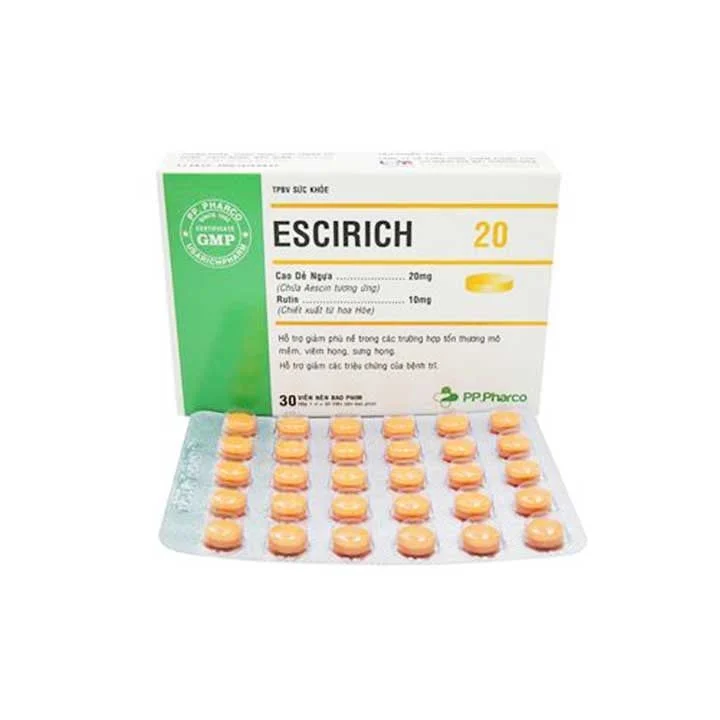 TPBV SỨC KHỎE
PP. PHARCO
SINCE
CERTIFICATE
GMP
USARICHPHARM
ESCIRICH 20
Cao Dẻ Ngựa .................. 20mg
(Chứa Aescin tương ứng)
Rutin ............................ 10mg
(Chiết xuất từ hoa Hòe)
Hỗ trợ giảm phù nề trong các trường hợp tổn thương mô
mềm, viêm họng, sưng họng.
Hỗ trợ giảm các triệu chứng của bệnh trĩ.
30 VIÊN NÉN BAO PHIM
PP.Pharco